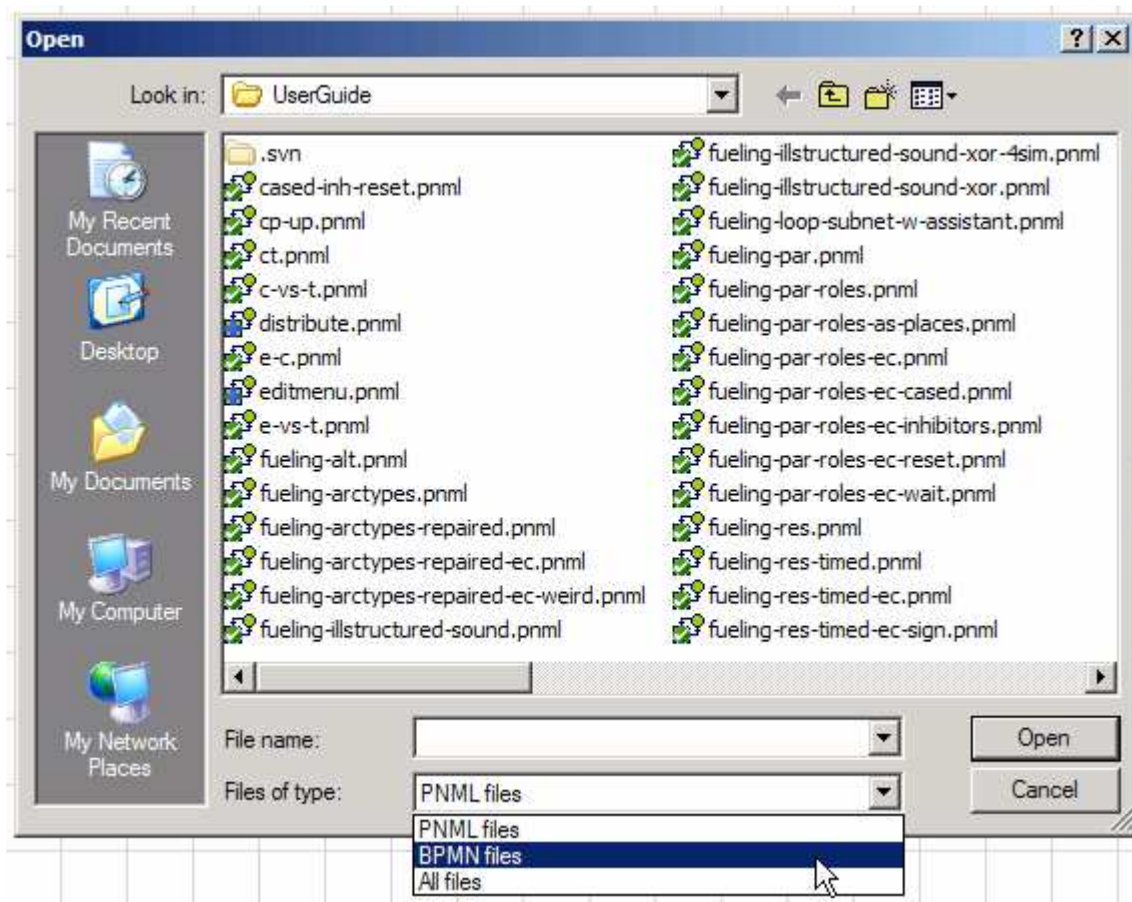 Open
Look in:
UserGuide
My Recent
Documents
Desktop
My Documents
My Computer
My Network
Places
.svn
cased-inh-reset.pnml
cp-up.pnml
ct.pnml
c-vs-t.pnml
distribute.pnml
e-c.pnml
editmenu.pnml
e-vs-t.pnml
fueling-alt.pnml
fueling-arctypes.pnml
fueling-arctypes-repaired.pnml
fueling-arctypes-repaired-ec.pnml
fueling-arctypes-repaired-ec-weird.pnml
fueling-illstructured-sound.pnml
fueling-illstructured-sound-xor-4sim.pnml
fueling-illstructured-sound-xor.pnml
fueling-loop-subnet-w-assistant.pnml
fueling-par.pnml
fueling-par-roles.pnml
fueling-par-roles-as-places.pnml
fueling-par-roles-ec.pnml
fueling-par-roles-ec-cased.pnml
fueling-par-roles-ec-inhibitors.pnml
fueling-par-roles-ec-reset.pnml
fueling-par-roles-ec-wait.pnml
fueling-res.pnml
fueling-res-timed.pnml
fueling-res-timed-ec.pnml
fueling-res-timed-ec-sign.pnml
File name:
Open
Files of type:
PNML files
Cancel
PNML files
BPMN files
All files